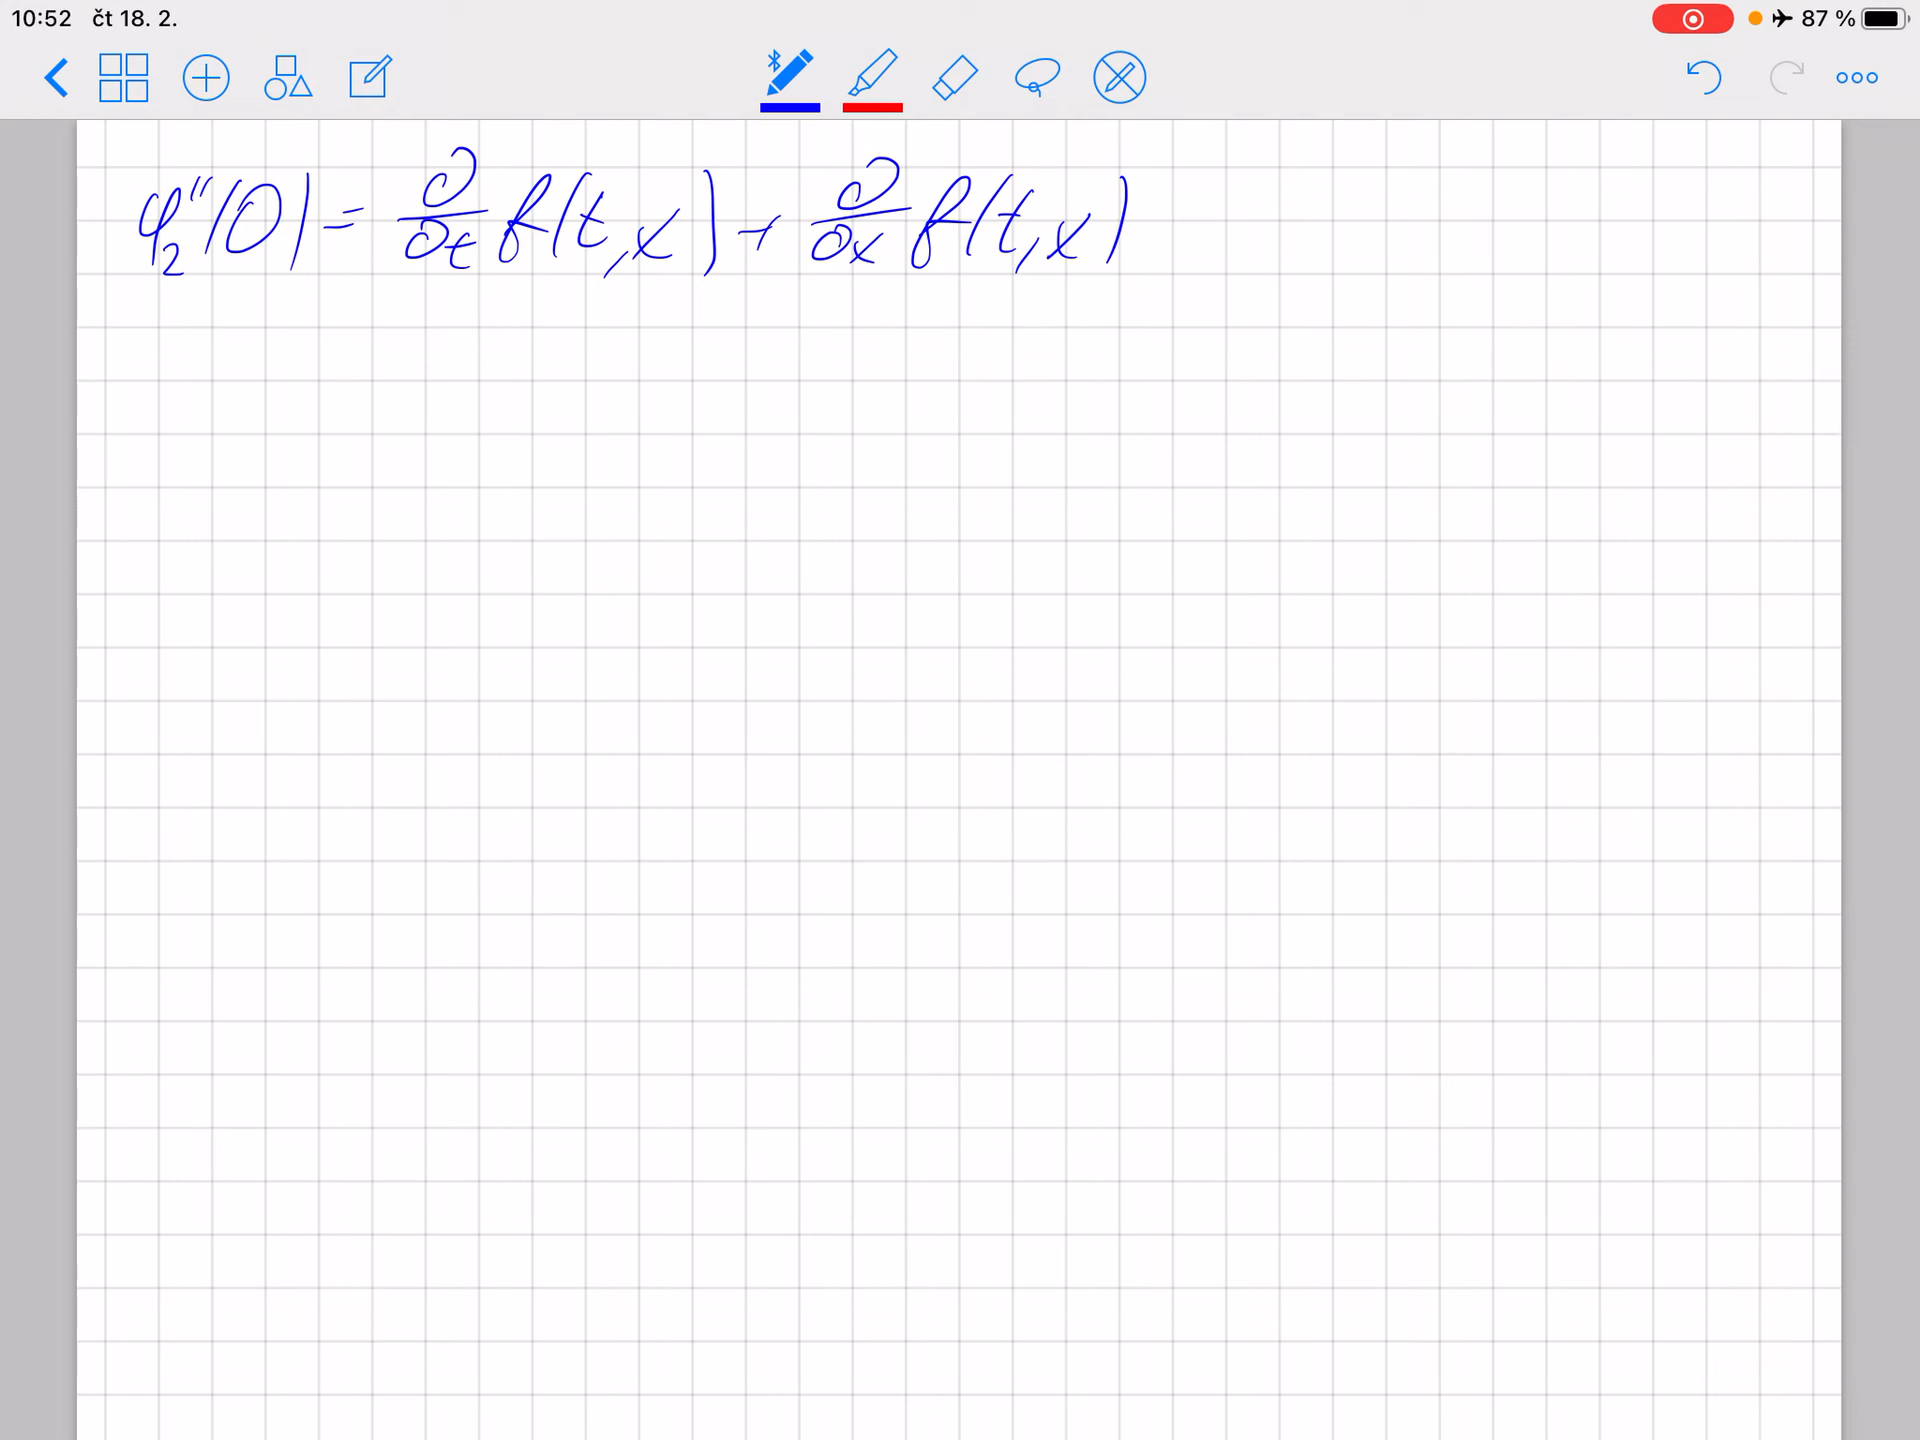 10:52 čt 18. 2. 87 %
φ₂''(0) = ∂/∂t f(t,x) + ∂/∂x f(t,x)